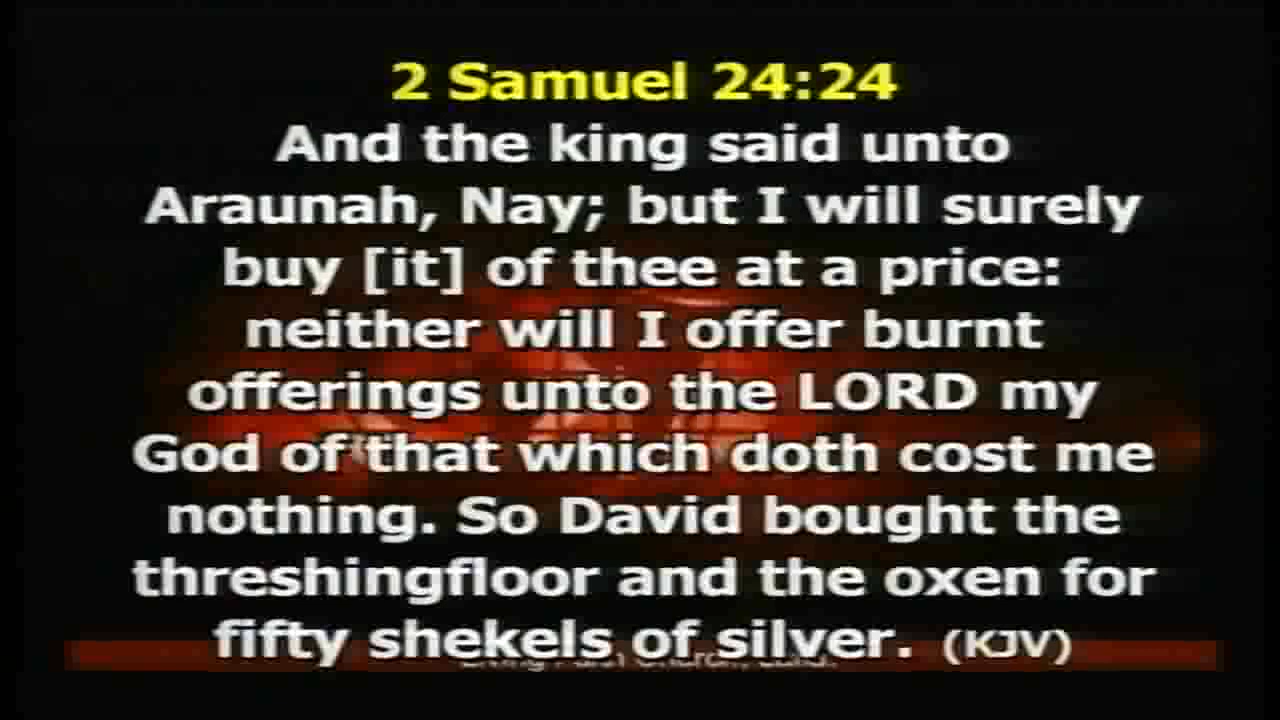 2 Samuel 24:24
And the king said unto
Araunah, Nay; but I will surely
buy [it] of thee at a price:
neither will I offer burnt
offerings unto the LORD my
God of that which doth cost me
nothing. So David bought the
threshingfloor and the oxen for
fifty shekels of silver. (KJV)
Church,